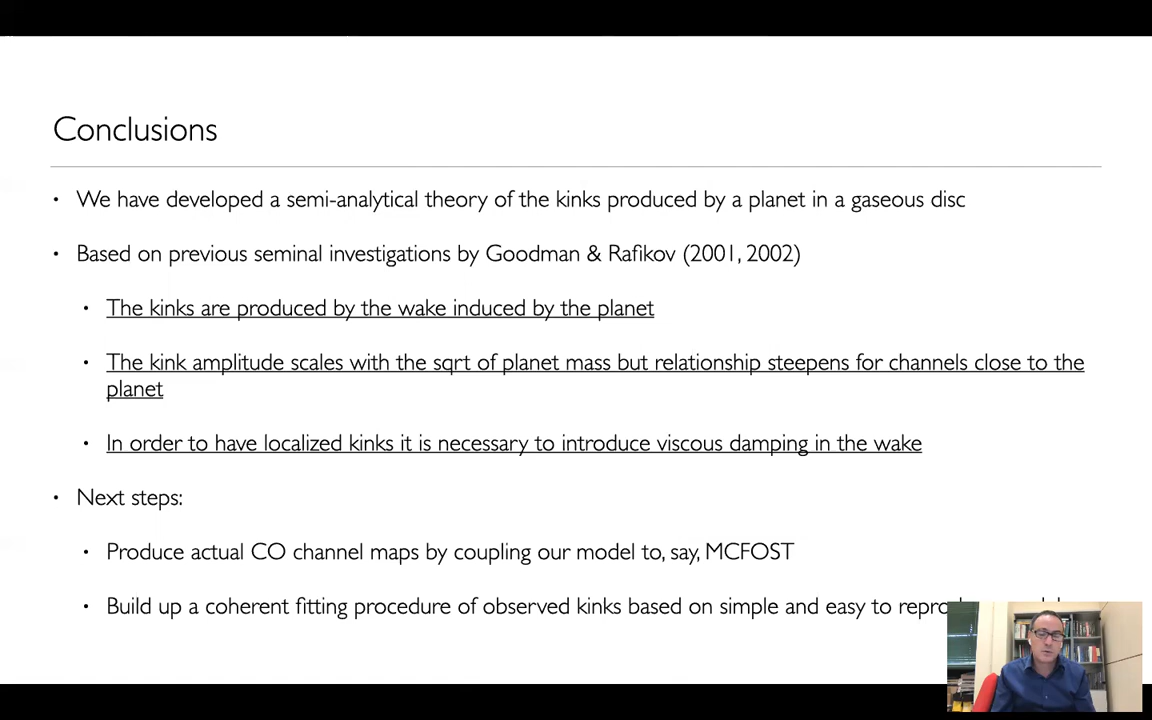 Conclusions
• We have developed a semi-analytical theory of the kinks produced by a planet in a gaseous disc
• Based on previous seminal investigations by Goodman & Rafikov (2001, 2002)
• The kinks are produced by the wake induced by the planet
• The kink amplitude scales with the sqrt of planet mass but relationship steepens for channels close to the
planet
• In order to have localized kinks it is necessary to introduce viscous damping in the wake
• Next steps:
• Produce actual CO channel maps by coupling our model to, say, MCFOST
• Build up a coherent fitting procedure of observed kinks based on simple and easy to